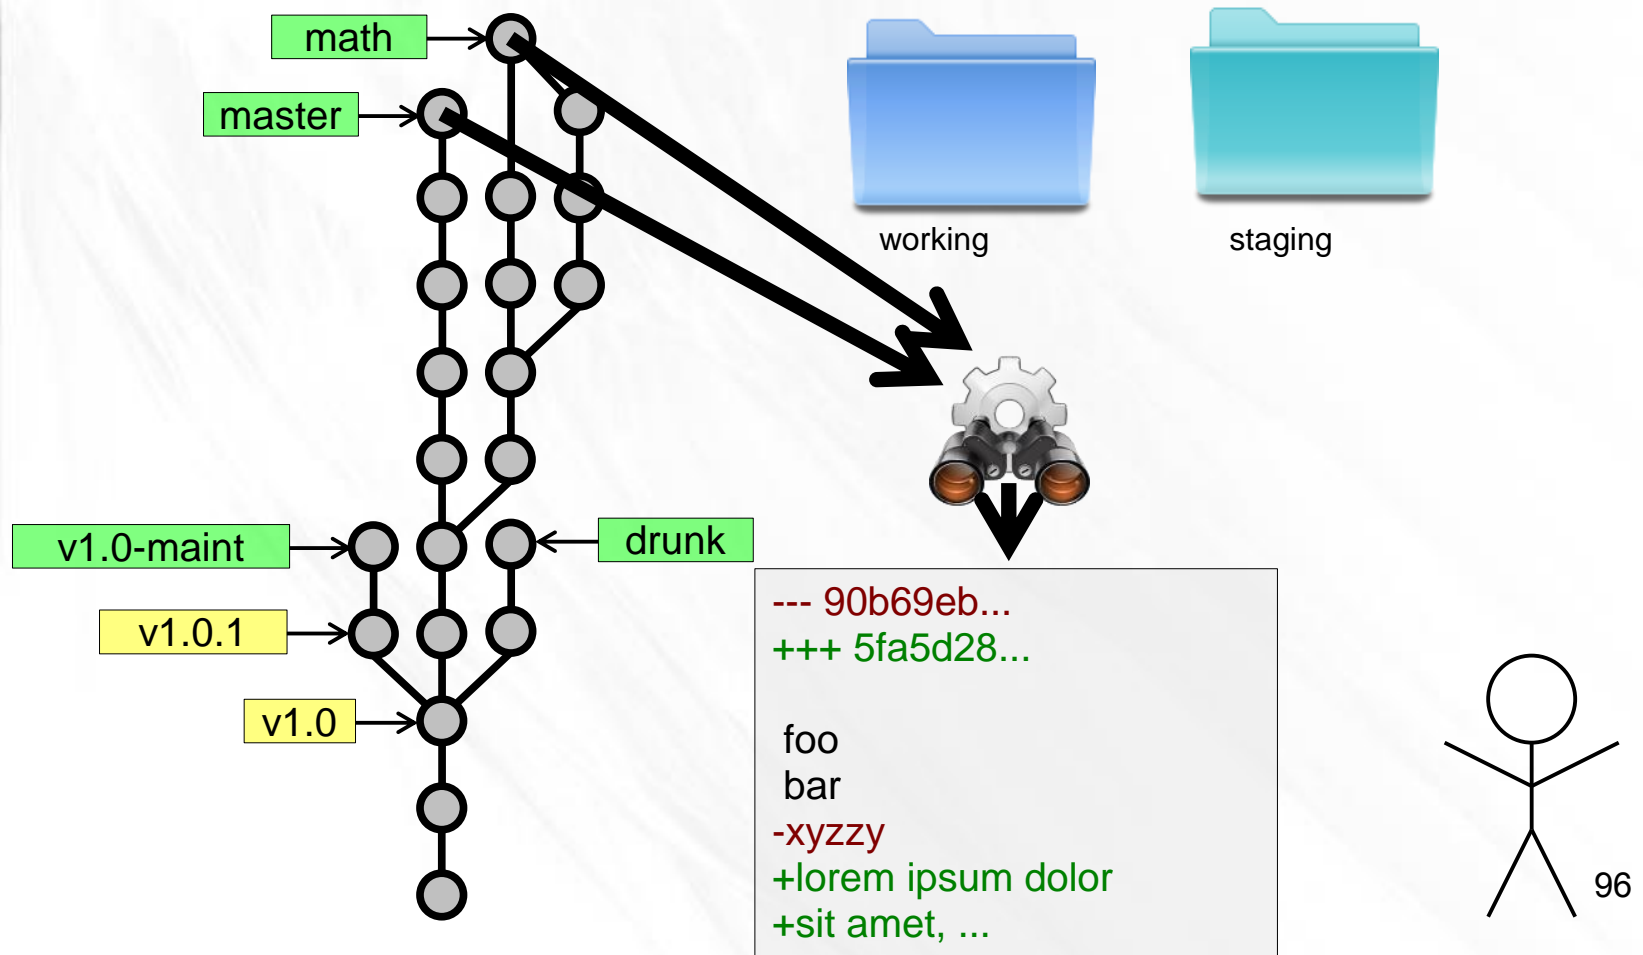 math
master
working
staging
v1.0-maint
drunk
v1.0.1
v1.0
--- 90b69eb...
+++ 5fa5d28...
foo
bar
-xyzzy
+lorem ipsum dolor
+sit amet, ...
96